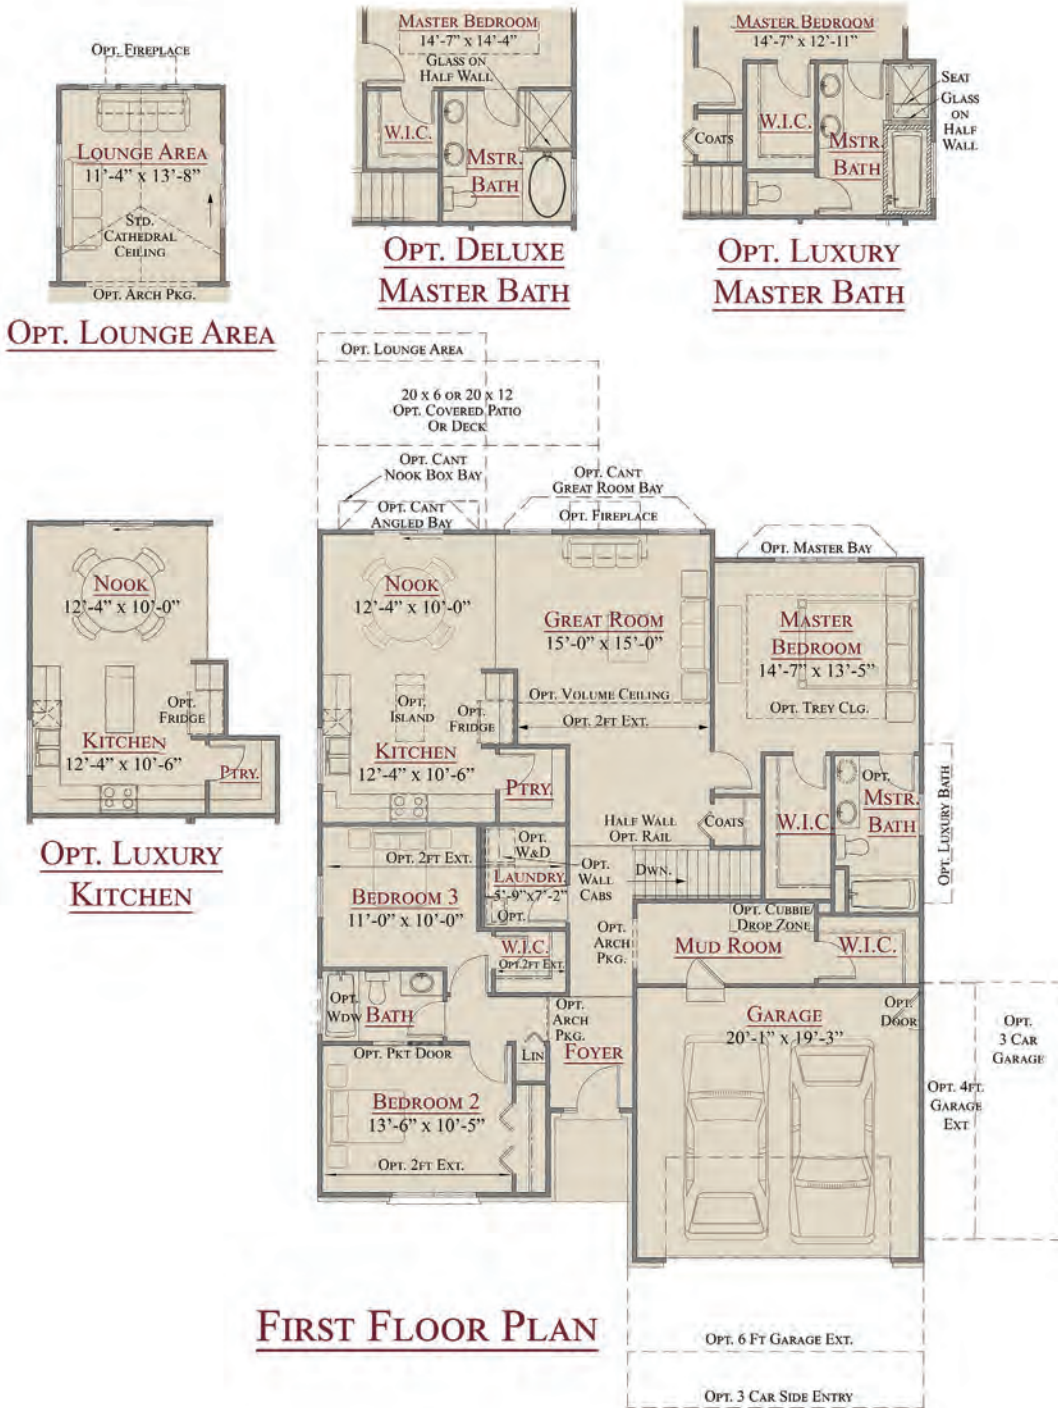 OPT. FIREPLACE
LOUNGE AREA
11'-4" x 13'-8"
STD.
CATHEDRAL
CEILING
OPT. ARCH PKG.
OPT. LOUNGE AREA
MASTER BEDROOM
14'-7" x 14'-4"
GLASS ON
HALF WALL
W.I.C.
MSTR.
BATH
OPT. DELUXE
MASTER BATH
MASTER BEDROOM
14'-7" x 12'-11"
SEAT
GLASS
ON
HALF
WALL
COATS
W.I.C.
MSTR.
BATH
OPT. LUXURY
MASTER BATH
OPT. LOUNGE AREA
20 x 6 OR 20 x 12
OPT. COVERED PATIO
OR DECK
OPT. CANT
NOOK BOX BAY
OPT. CANT
ANGLED BAY
OPT. CANT
GREAT ROOM BAY
OPT. FIREPLACE
OPT. MASTER BAY
NOOK
12'-4" x 10'-0"
OPT.
FRIDGE
KITCHEN
12'-4" x 10'-6"
PTRY.
OPT. LUXURY
KITCHEN
NOOK
12'-4" x 10'-0"
GREAT ROOM
15'-0" x 15'-0"
MASTER
BEDROOM
14'-7" x 13'-5"
OPT. TREY CLG.
OPT. VOLUME CEILING
OPT. 2FT EXT.
OPT.
ISLAND
OPT.
FRIDGE
KITCHEN
12'-4" x 10'-6"
PTRY.
HALF WALL
OPT. RAIL
COATS
W.I.C.
OPT.
MSTR.
BATH
OPT. LUXURY BATH
OPT. 2FT EXT.
BEDROOM 3
11'-0" x 10'-0"
OPT.
W&D
LAUNDRY
5'-9"x7'-2"
OPT.
OPT.
WALL
CABS
DWN.
OPT. CUBBIE
DROP ZONE
MUD ROOM
W.I.C.
OPT.
ARCH
PKG.
W.I.C.
OPT.2FT EXT.
OPT.
WDW
BATH
OPT. PKT DOOR
LIN
OPT.
ARCH
PKG.
FOYER
GARAGE
20'-1" x 19'-3"
OPT.
DOOR
OPT.
3 CAR
GARAGE
OPT. 4FT.
GARAGE
EXT
BEDROOM 2
13'-6" x 10'-5"
OPT. 2FT EXT.
FIRST FLOOR PLAN
OPT. 6 FT GARAGE EXT.
OPT. 3 CAR SIDE ENTRY